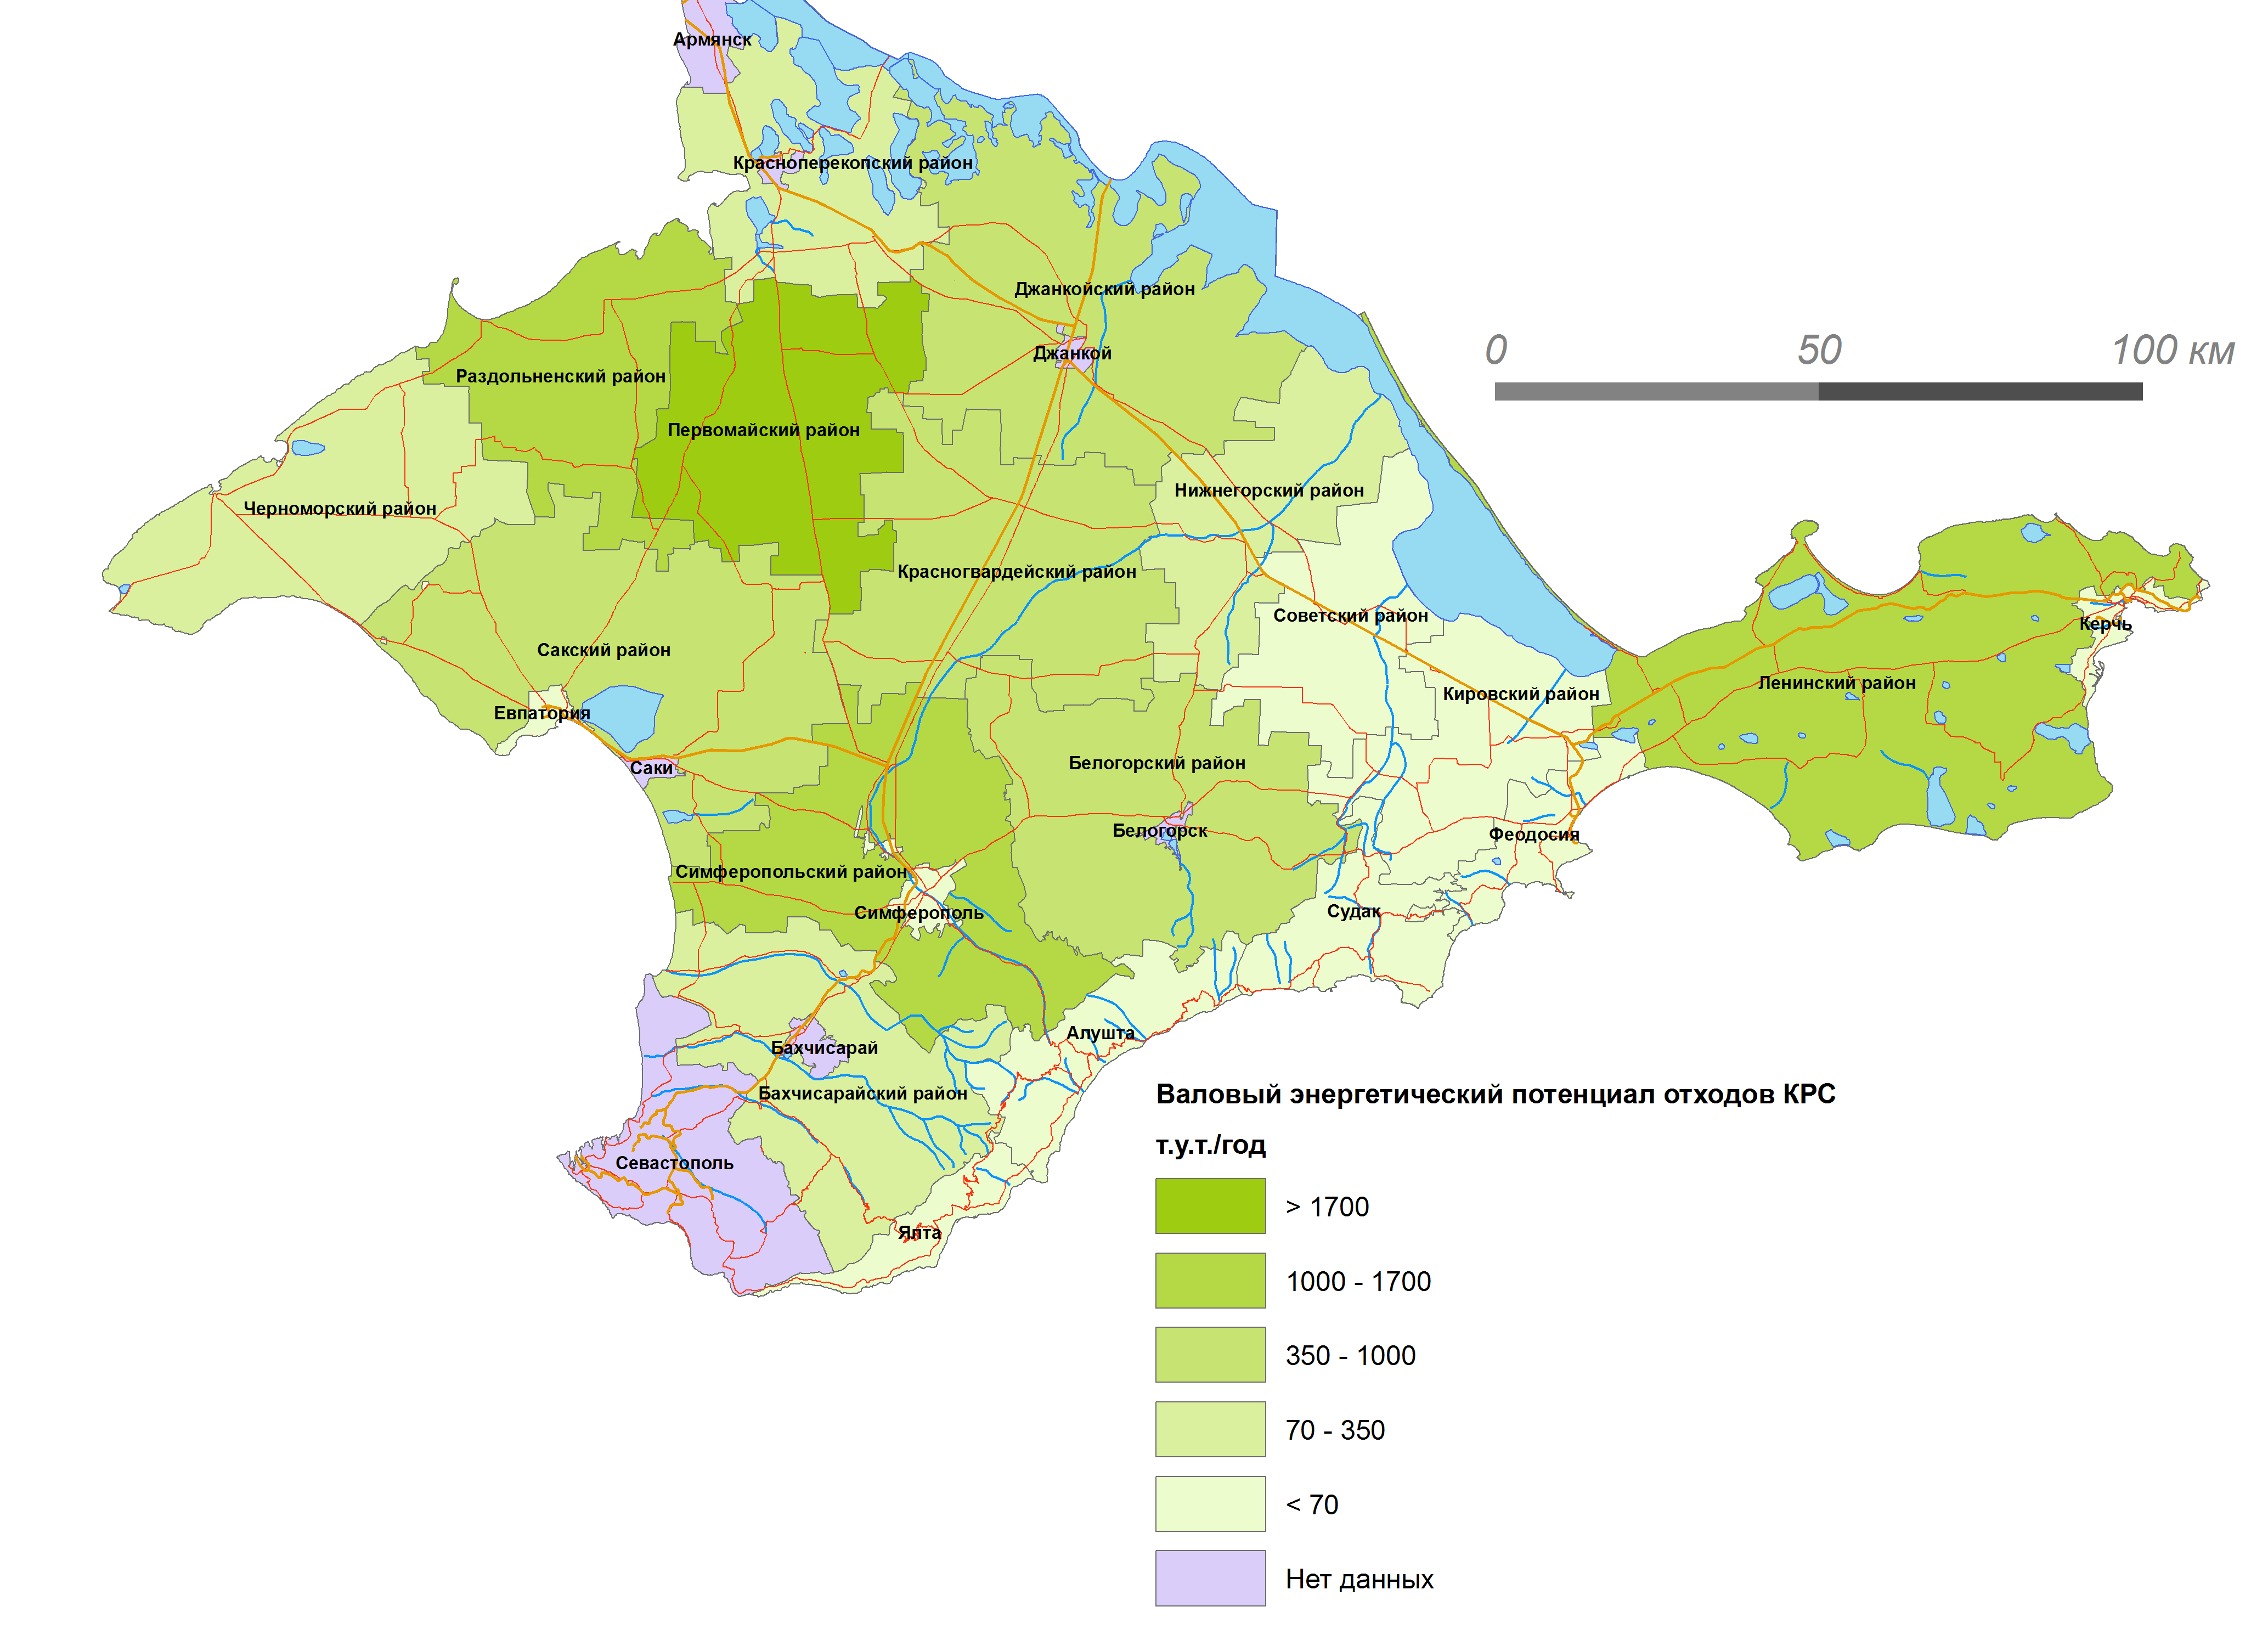 Армянск
Красноперекопский район
Джанкойский район
0 50 100 км
Джанкой
Раздольненский район
Первомайский район
Нижнегорский район
Черноморский район
Красногвардейский район
Советский район
Керчь
Сакский район
Ленинский район
Кировский район
Евпатория
Белогорский район
Саки
Белогорск
Феодосия
Симферопольский район
Судак
Симферополь
Алушта
Бахчисарай
Бахчисарайский район
Севастополь
Ялта
Валовый энергетический потенциал отходов КРС
т.у.т./год
> 1700
1000 - 1700
350 - 1000
70 - 350
< 70
Нет данных